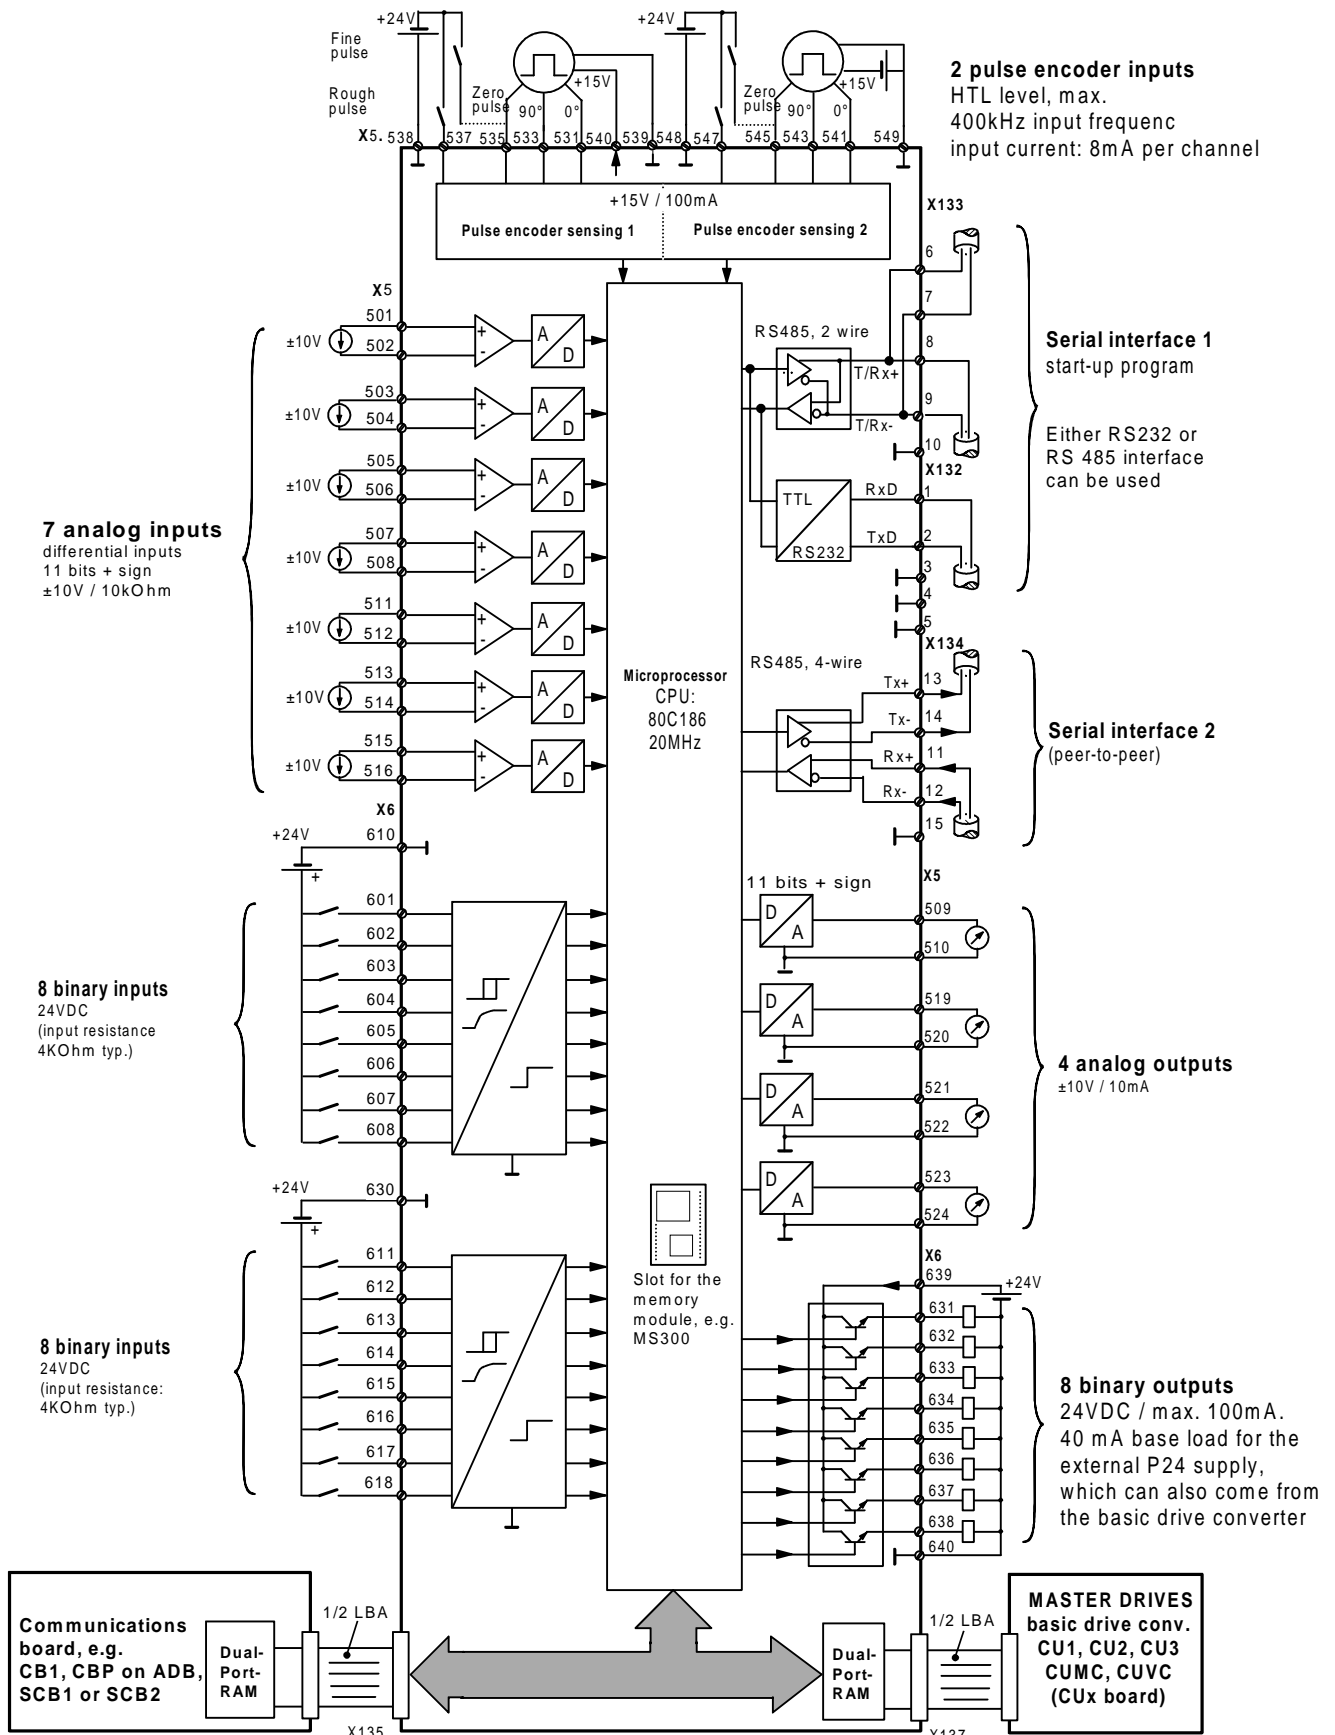 +24V
+24V
Fine
pulse
Rough
pulse
Zero
pulse
90°
0°
+15V
Zero
pulse
90°
0°
+15V
X5. 538 537 535 533 531 540 539 548 547 545 543 541 549
2 pulse encoder inputs
HTL level, max.
400kHz input frequenc
input current: 8mA per channel
+15V / 100mA
Pulse encoder sensing 1
Pulse encoder sensing 2
X5
501
502
503
504
505
506
507
508
511
512
513
514
515
516
±10V
±10V
±10V
±10V
±10V
±10V
±10V
+ - A D
+ - A D
+ - A D
+ - A D
+ - A D
+ - A D
+ - A D
7 analog inputs
differential inputs
11 bits + sign
±10V / 10kOhm
X6
+24V
610
+
601
602
603
604
605
606
607
608
8 binary inputs
24VDC
(input resistance
4KOhm typ.)
+24V
630
+
611
612
613
614
615
616
617
618
8 binary inputs
24VDC
(input resistance:
4KOhm typ.)
Microprocessor
CPU:
80C186
20MHz
Slot for the
memory
module, e.g.
MS300
X133
6
7
8
9
10
RS485, 2 wire
T/Rx+
T/Rx-
X132
1
2
3
4
5
TTL
RS232
RxD
TxD
Serial interface 1
start-up program
Either RS232 or
RS 485 interface
can be used
X134
RS485, 4-wire
Tx+ 13
Tx- 14
Rx+ 11
Rx- 12
15
Serial interface 2
(peer-to-peer)
X5
11 bits + sign
D A
D A
D A
D A
509
510
519
520
521
522
523
524
4 analog outputs
±10V / 10mA
X6
639
+24V
631
632
633
634
635
636
637
638
640
8 binary outputs
24VDC / max. 100mA.
40 mA base load for the
external P24 supply,
which can also come from
the basic drive converter
Communications
board, e.g.
CB1, CBP on ADB,
SCB1 or SCB2
Dual-
Port-
RAM
1/2 LBA
X135
Dual-
Port-
RAM
1/2 LBA
X137
MASTER DRIVES
basic drive conv.
CU1, CU2, CU3
CUMC, CUVC
(CUx board)